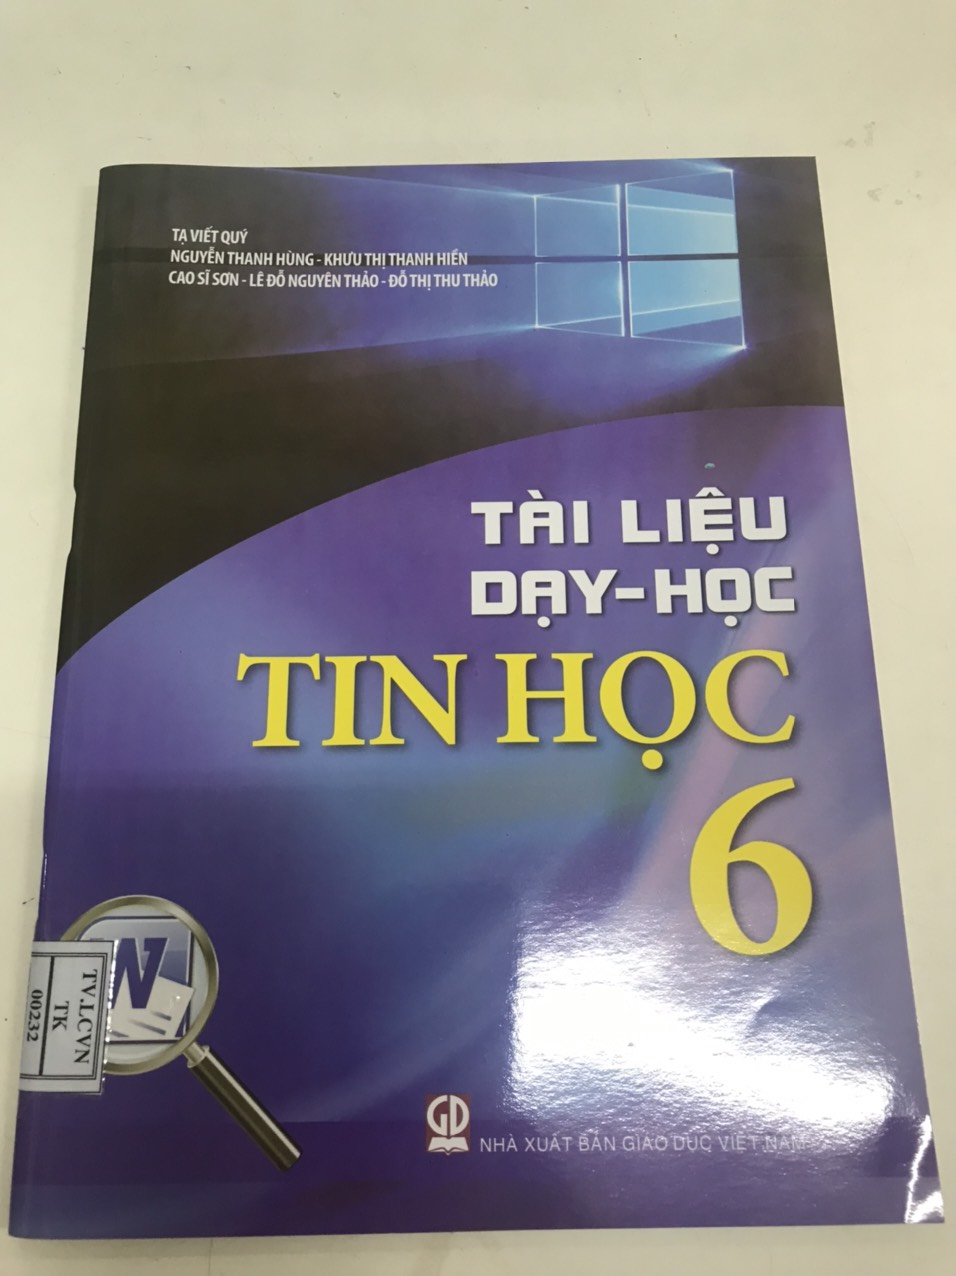 TẠ VIẾT QUÝ
NGUYỄN THANH HÙNG - KHƯU THỊ THANH HIỀN
CAO SĨ SƠN - LÊ ĐỖ NGUYÊN THẢO - ĐỖ THỊ THU THẢO
TÀI LIỆU
DẠY-HỌC
TIN HỌC
6
W
TV.LCVN
TK
00232
GD
NHÀ XUẤT BẢN GIÁO DỤC VIỆT NAM